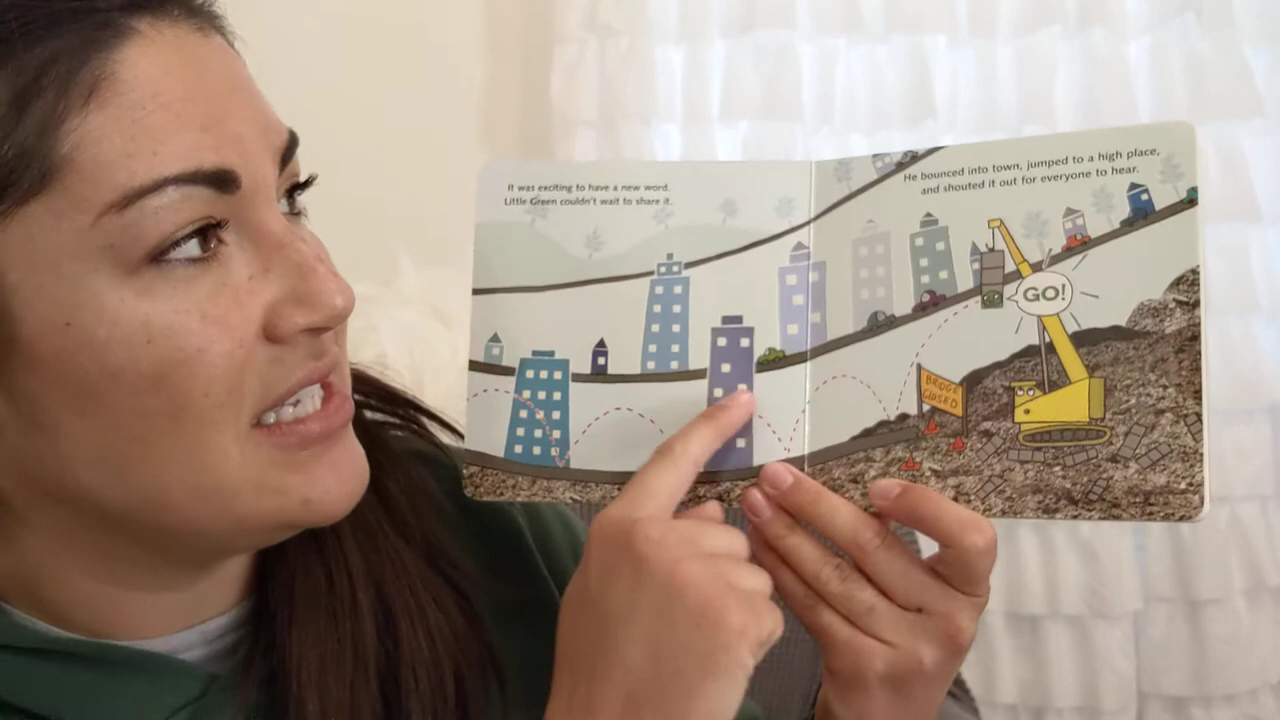 It was exciting to have a new word.
Little Green couldn't wait to share it.
He bounced into town, jumped to a high place,
and shouted it out for everyone to hear.
GO!
BRIDGE
CLOSED